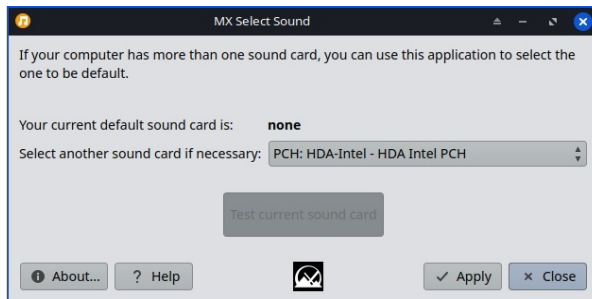 MX Select Sound
If your computer has more than one sound card, you can use this application to select the
one to be default.
Your current default sound card is: none
Select another sound card if necessary: PCH: HDA-Intel - HDA Intel PCH
Test current sound card
About... ? Help Apply Close